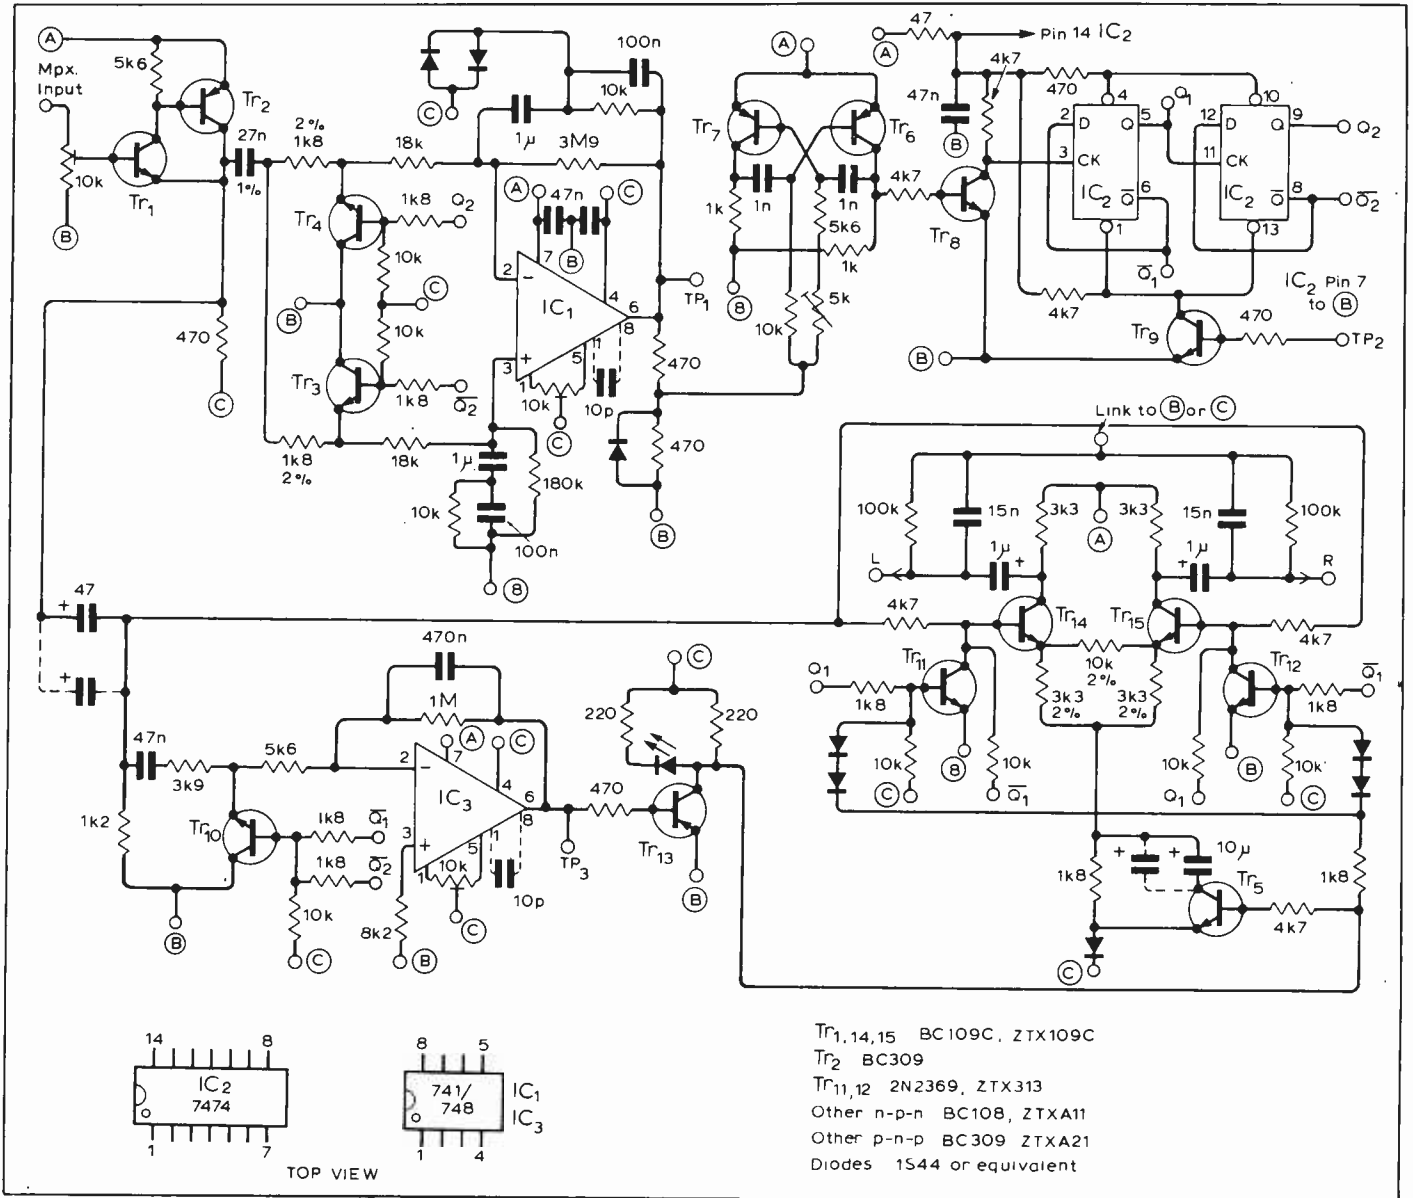 A
Mpx.
Input
5k6
Tr2
10k
Tr1
B
27n
1%
2%
1k8
18k
C
1μ
100n
10k
3M9
Tr4
1k8
Q2
10k
C
B
10k
Tr3
1k8
Q̅2
470
C
1k8
2%
18k
A
47n
C
B
7
2
−
IC1
4
6
TP1
+
3
8
11
5
1
10k
10p
C
470
470
B
1μ
180k
10k
100n
8
A
Tr7
Tr6
1n
1n
1k
5k6
1k
8
10k
5k
4k7
Tr8
A
47
Pin 14 IC2
47n
B
4k7
470
4
2
D
Q
5
Q1
3
CK
IC2
Q̅
6
1
Q̅1
10
12
D
Q
9
Q2
11
CK
IC2
Q̅
8
Q̅2
13
IC2 Pin 7
to B
4k7
Tr9
470
TP2
B
Link to B or C
100k
15n
3k3
A
3k3
15n
100k
L
1μ
+
+
1μ
R
4k7
Tr14
Tr15
4k7
Q1
1k8
Tr11
10k
2%
3k3
2%
3k3
2%
Tr12
Q̅1
1k8
10k
C
8
10k
Q̅1
10k
Q1
B
10k
C
+
47
+
47n
3k9
5k6
1k2
Tr10
1k8
Q̅1
1k8
Q̅2
10k
B
C
470n
1M
A
C
7
2
−
IC3
4
6
8
3
+
11
5
1
10k
10p
C
8k2
B
TP3
470
C
220
220
Tr13
B
1k8
+
+
10μ
Tr5
4k7
1k8
C
14
8
IC2
7474
1
7
8
5
741/
748
IC1
IC3
1
4
TOP VIEW
Tr1,14,15 BC109C, ZTX109C
Tr2 BC309
Tr11,12 2N2369, ZTX313
Other n-p-n BC108, ZTXA11
Other p-n-p BC309 ZTXA21
Diodes 1S44 or equivalent